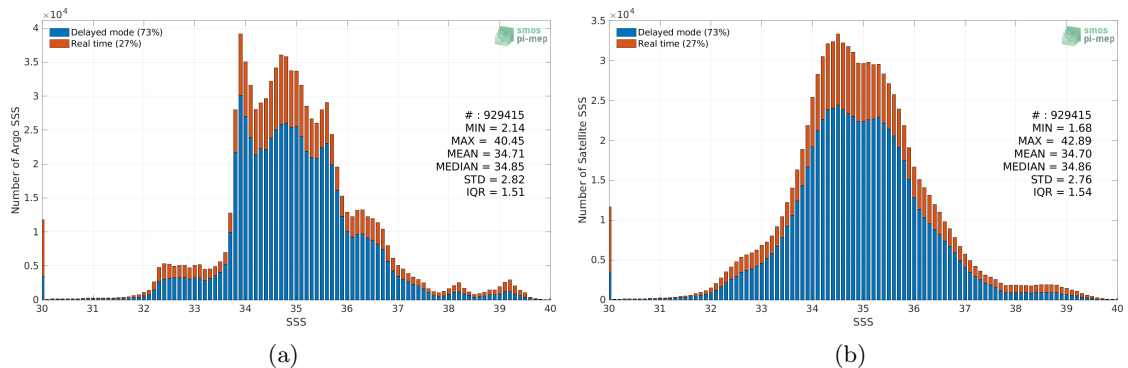 ×10⁴
Delayed mode (73%)
Real time (27%)
smos
pi-mep
# : 929415
MIN = 2.14
MAX = 40.45
MEAN = 34.71
MEDIAN = 34.85
STD = 2.82
IQR = 1.51
Number of Argo SSS
4
3.5
3
2.5
2
1.5
1
0.5
0
30 31 32 33 34 35 36 37 38 39 40
SSS
(a)
×10⁴
Delayed mode (73%)
Real time (27%)
smos
pi-mep
# : 929415
MIN = 1.68
MAX = 42.89
MEAN = 34.70
MEDIAN = 34.86
STD = 2.76
IQR = 1.54
Number of Satellite SSS
3.5
3
2.5
2
1.5
1
0.5
0
30 31 32 33 34 35 36 37 38 39 40
SSS
(b)